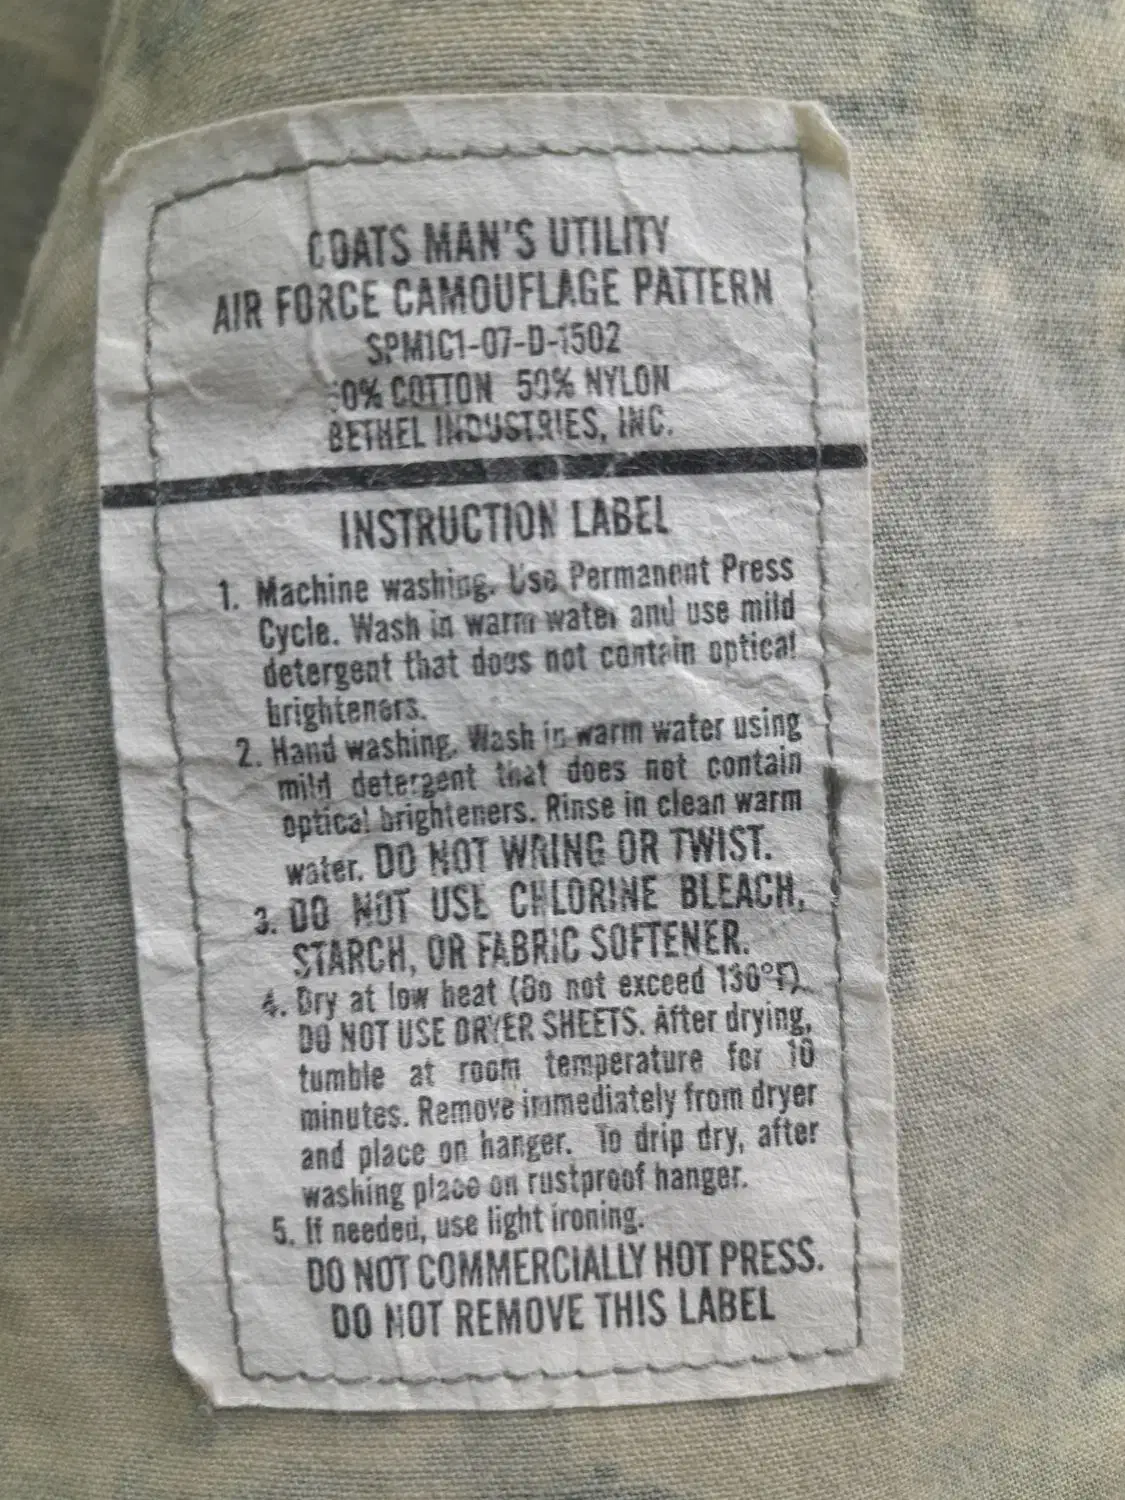 COATS MAN'S UTILITY
AIR FORCE CAMOUFLAGE PATTERN
SPM1C1-07-D-1502
50% COTTON 50% NYLON
BETHEL INDUSTRIES, INC.
INSTRUCTION LABEL
1. Machine washing. Use Permanent Press
Cycle. Wash in warm water and use mild
detergent that does not contain optical
brighteners.
2. Hand washing. Wash in warm water using
mild detergent that does not contain
optical brighteners. Rinse in clean warm
water. DO NOT WRING OR TWIST.
3. DO NOT USE CHLORINE BLEACH,
STARCH, OR FABRIC SOFTENER.
4. Dry at low heat (Do not exceed 130°F).
DO NOT USE DRYER SHEETS. After drying,
tumble at room temperature for 10
minutes. Remove immediately from dryer
and place on hanger. To drip dry, after
washing place on rustproof hanger.
5. If needed, use light ironing.
DO NOT COMMERCIALLY HOT PRESS.
DO NOT REMOVE THIS LABEL